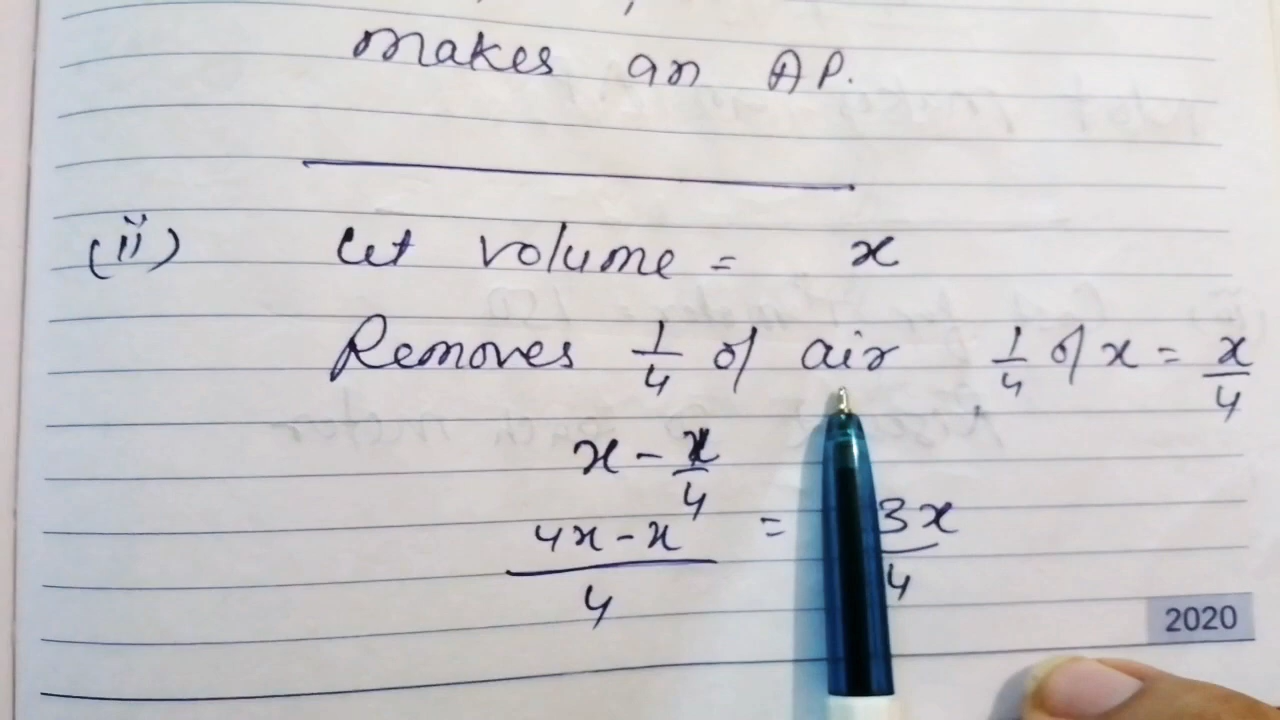 makes an AP.
(ii) Let volume = x
Removes 1/4 of air 1/4 of x = x/4
x - x/4
4x - x/4 = 3x/4
2020